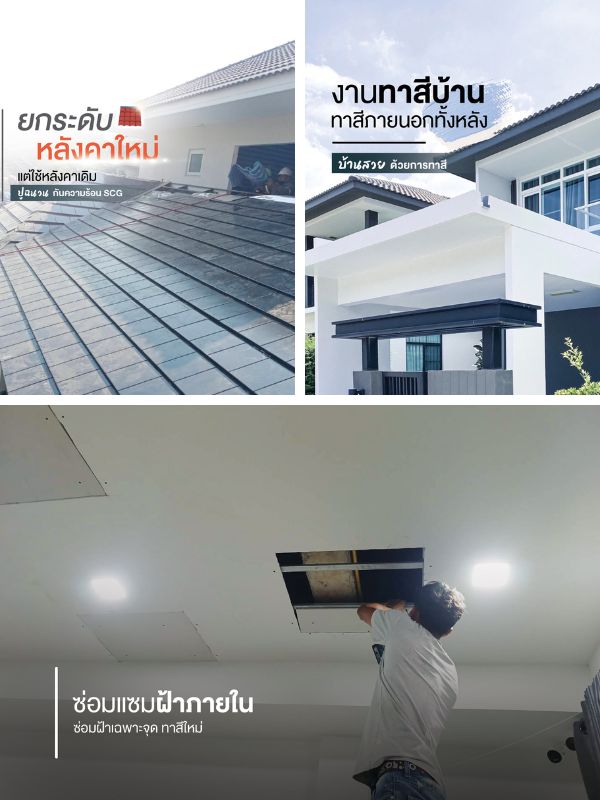 ยกระดับ
หลังคาใหม่
แต่ใช้หลังคาเดิม
ปูฉนวน กันความร้อน SCG
งานทาสีบ้าน
ทาสีภายนอกทั้งหลัง
บ้านสวย ด้วยการทาสี
ซ่อมแซมฝ้าภายใน
ซ่อมฝ้าเฉพาะจุด ทาสีใหม่